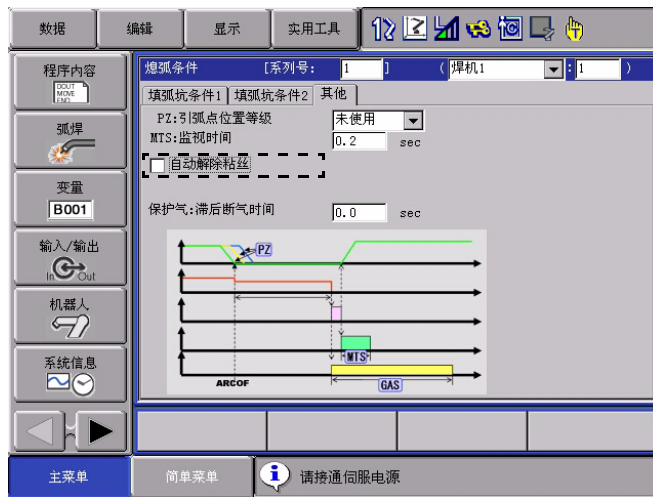 数据 编辑 显示 实用工具
程序内容
DOUT
MOVE
END
弧焊
变量
B001
输入/输出
In Out
机器人
系统信息
熄弧条件 [系列号: 1 ] ( 焊机1 : 1 )
填弧坑条件1 填弧坑条件2 其他
PZ:引弧点位置等级 未使用
MTS:监视时间 0.2 sec
自动解除粘丝
保护气:滞后断气时间 0.0 sec
PZ
MTS
ARCOF
GAS
主菜单 简单菜单 请接通伺服电源